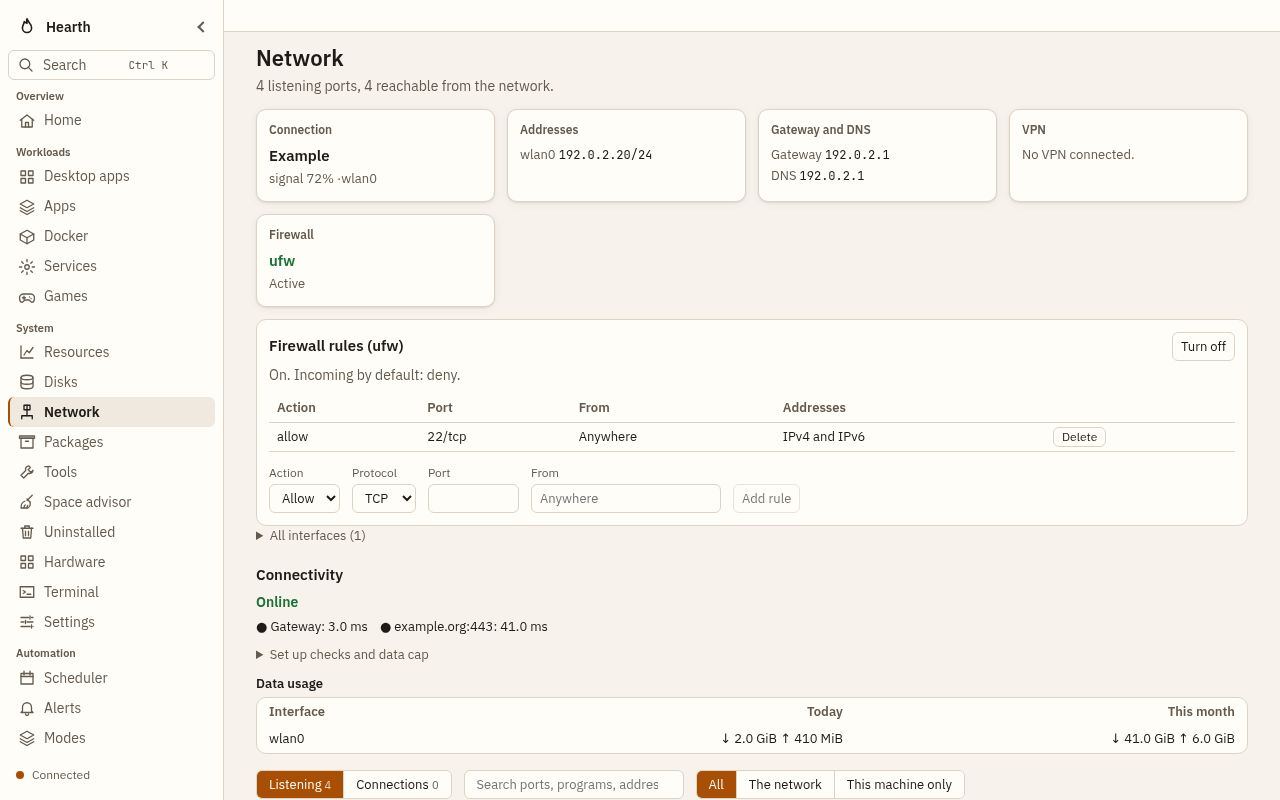 Hearth
Search Ctrl K
Overview
Home
Workloads
Desktop apps
Apps
Docker
Services
Games
System
Resources
Disks
Network
Packages
Tools
Space advisor
Uninstalled
Hardware
Terminal
Settings
Automation
Scheduler
Alerts
Modes
Connected
Network
4 listening ports, 4 reachable from the network.
Connection
Example
signal 72% ·wlan0
Addresses
wlan0 192.0.2.20/24
Gateway and DNS
Gateway 192.0.2.1
DNS 192.0.2.1
VPN
No VPN connected.
Firewall
ufw
Active
Firewall rules (ufw) Turn off
On. Incoming by default: deny.
Action Port From Addresses
allow 22/tcp Anywhere IPv4 and IPv6 Delete
Action Protocol Port From
Allow TCP Anywhere Add rule
All interfaces (1)
Connectivity
Online
Gateway: 3.0 ms example.org:443: 41.0 ms
Set up checks and data cap
Data usage
Interface Today This month
wlan0 ↓ 2.0 GiB ↑ 410 MiB ↓ 41.0 GiB ↑ 6.0 GiB
Listening 4 Connections 0 Search ports, programs, addres All The network This machine only